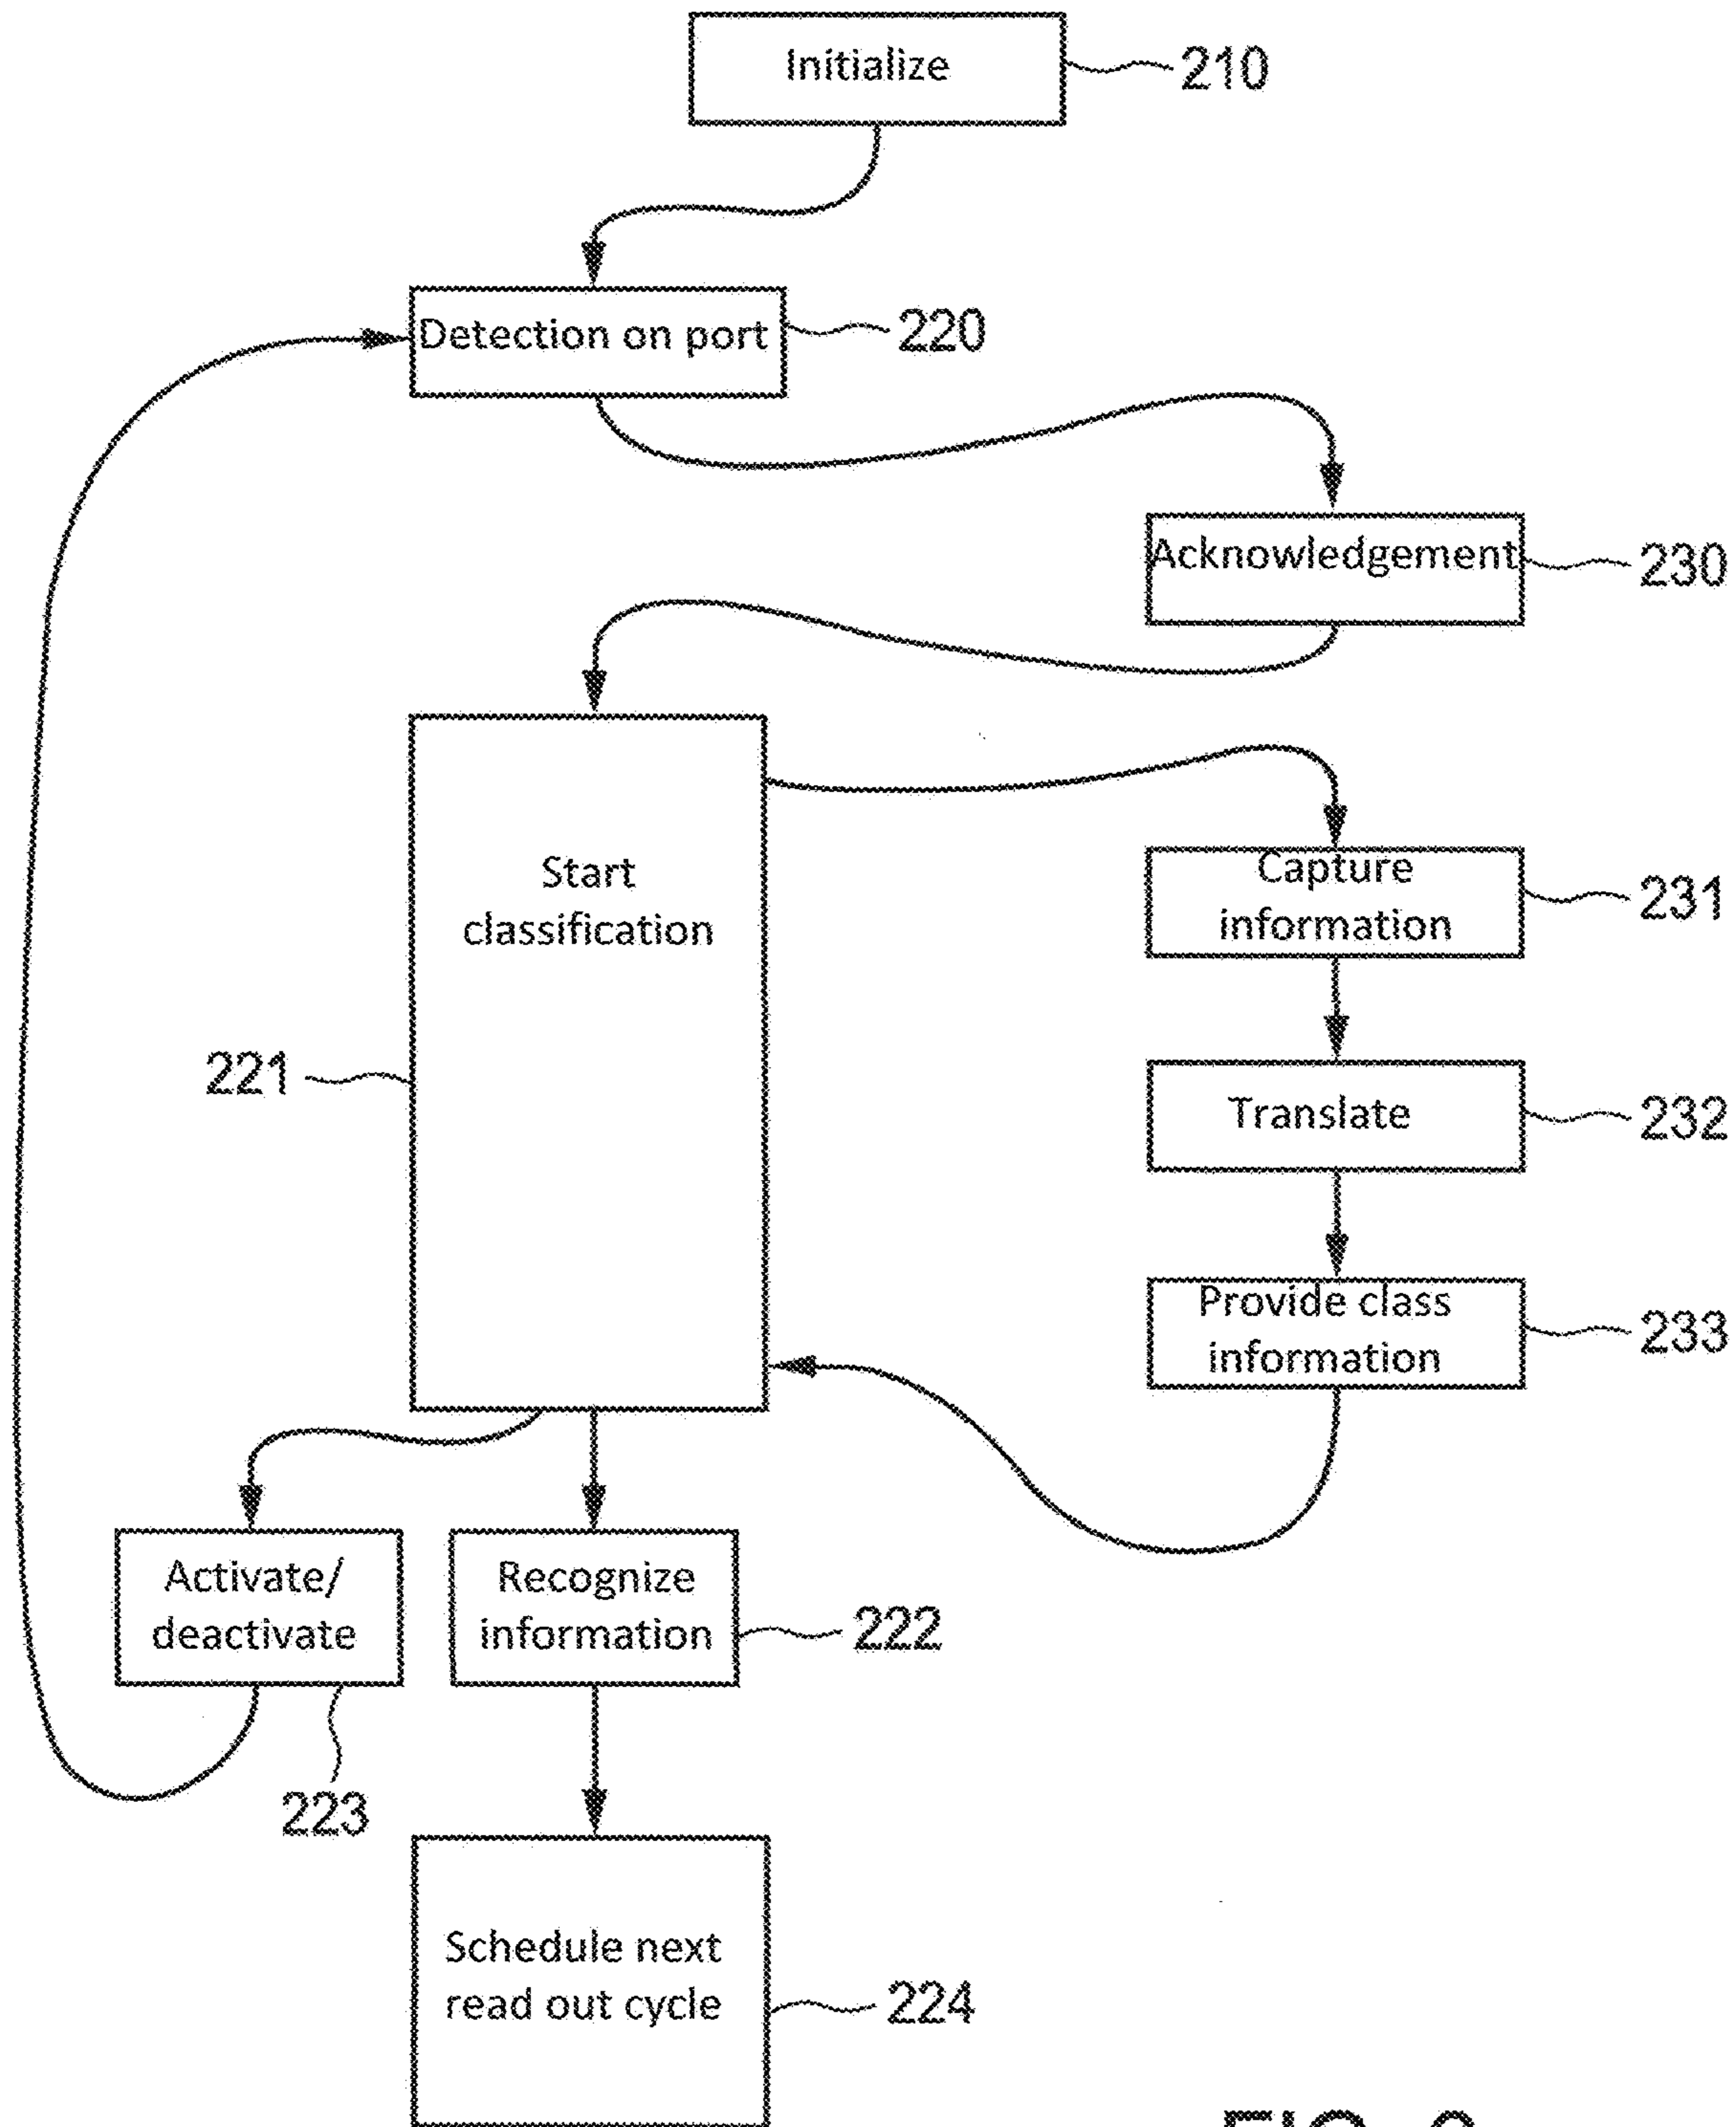 Initialize
210
Detection on port
220
Acknowledgement
230
Start
classification
221
Capture
information
231
Translate
232
Provide class
information
233
Activate/
deactivate
223
Recognize
information
222
Schedule next
read out cycle
224
FIG.